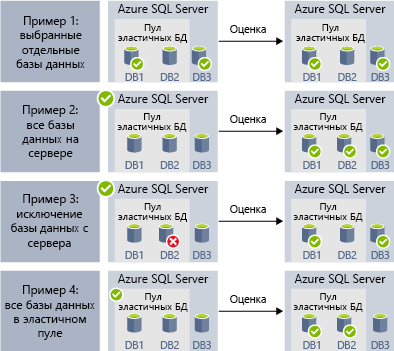 Пример 1:
выбранные
отдельные
базы данных
Azure SQL Server
Пул
эластичных БД
DB1 DB2 DB3
Оценка
Azure SQL Server
Пул
эластичных БД
DB1 DB2 DB3
Пример 2:
все базы
данных на
сервере
Azure SQL Server
Пул
эластичных БД
DB1 DB2 DB3
Оценка
Azure SQL Server
Пул
эластичных БД
DB1 DB2 DB3
Пример 3:
исключение
базы данных с
сервера
Azure SQL Server
Пул
эластичных БД
DB1 DB2 DB3
Оценка
Azure SQL Server
Пул
эластичных БД
DB1 DB2 DB3
Пример 4:
все базы данных
в эластичном
пуле
Azure SQL Server
Пул
эластичных БД
DB1 DB2 DB3
Оценка
Azure SQL Server
Пул
эластичных БД
DB1 DB2 DB3